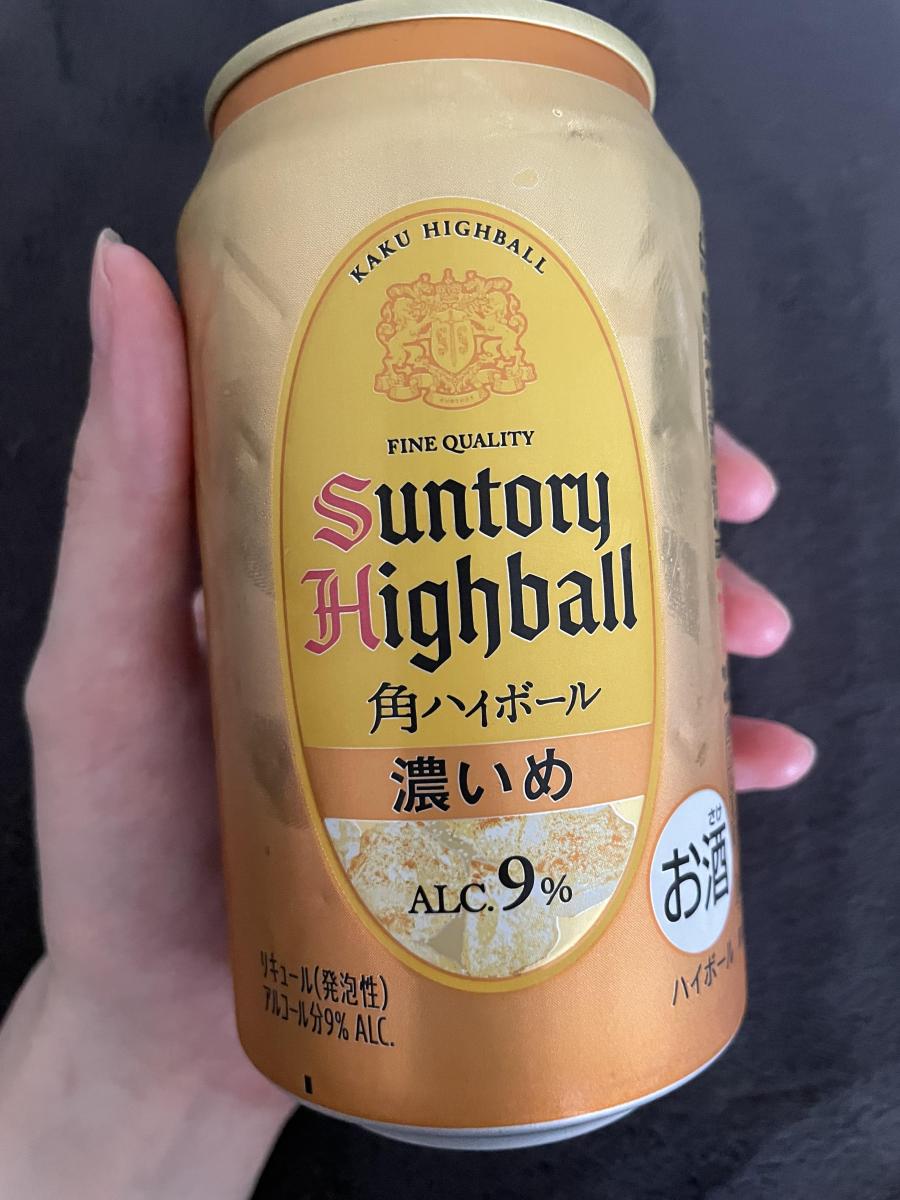 KAKU HIGHBALL
FINE QUALITY
Suntory
Highball
角ハイボール
濃いめ
ALC.9%
さけ
お酒
ハイボール
リキュール(発泡性)
アルコール分9% ALC.